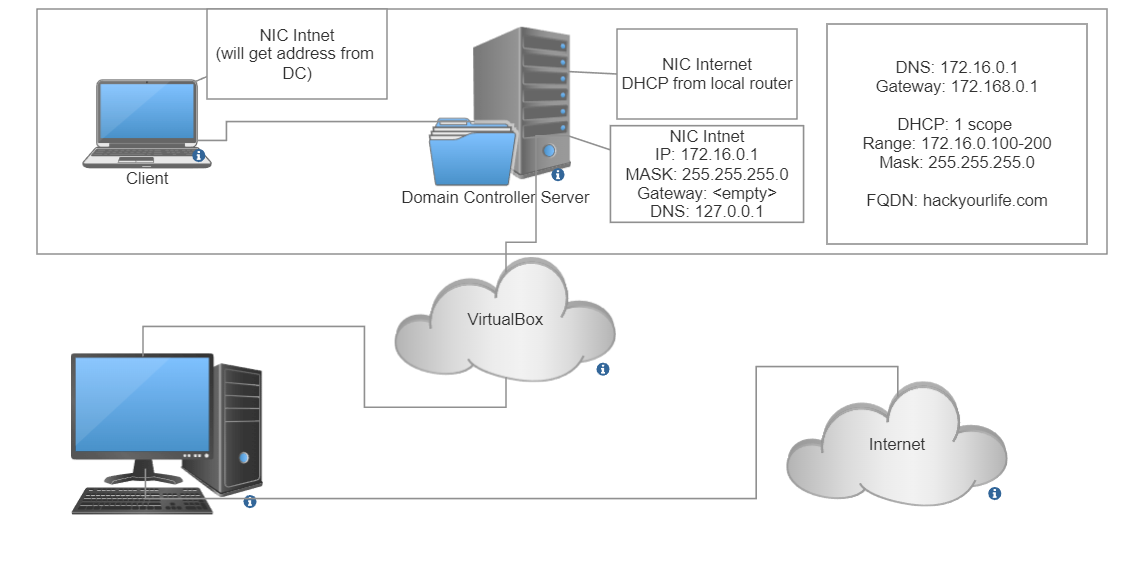 NIC Intnet
(will get address from
DC)
NIC Internet
DHCP from local router
NIC Intnet
IP: 172.16.0.1
MASK: 255.255.255.0
Gateway: <empty>
DNS: 127.0.0.1
DNS: 172.16.0.1
Gateway: 172.168.0.1
DHCP: 1 scope
Range: 172.16.0.100-200
Mask: 255.255.255.0
FQDN: hackyourlife.com
Client
Domain Controller Server
VirtualBox
Internet